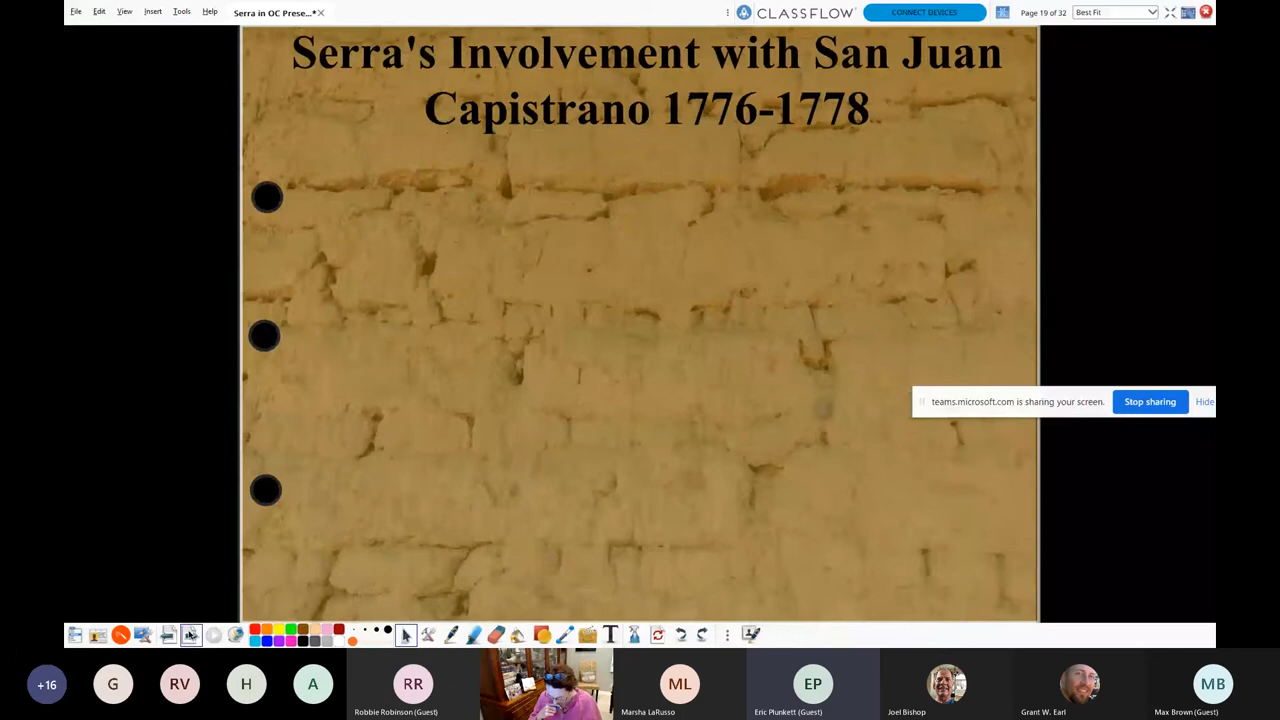 File Edit View Insert Tools Help Serra in OC Prese...* CLASSFLOW CONNECT DEVICES Page 19 of 32 Best Fit
Serra's Involvement with San Juan
Capistrano 1776-1778
teams.microsoft.com is sharing your screen. Stop sharing Hide
T
+16 G RV H A RR ML EP MB
Robbie Robinson (Guest) Marsha LaRusso Eric Plunkett (Guest) Joel Bishop Grant W. Earl Max Brown (Guest)